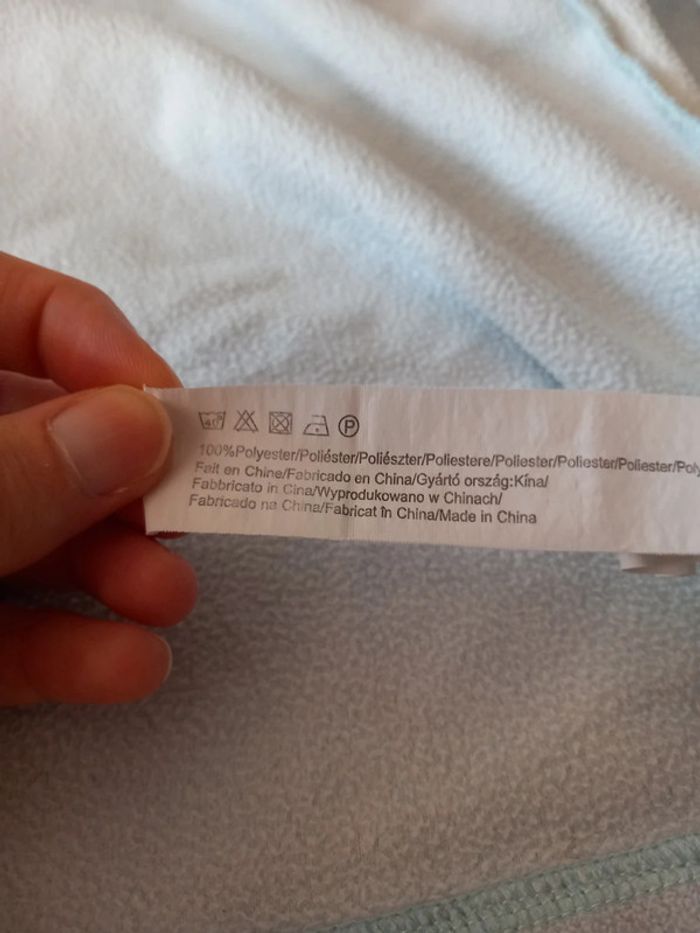 40°
P
100%Polyester/Poliéster/Poliészter/Poliestere/Poliester/Poliester/Poliester/Poly
Fait en Chine/Fabricado en China/Gyártó ország:Kína/
Fabbricato in Cina/Wyprodukowano w Chinach/
Fabricado na China/Fabricat în China/Made in China